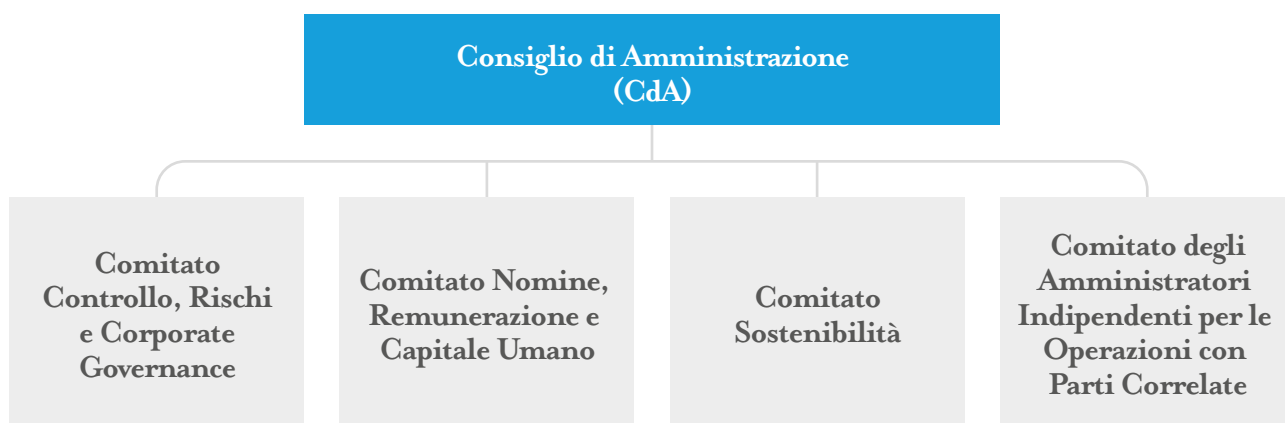 Consiglio di Amministrazione
(CdA)
Comitato
Controllo, Rischi
e Corporate
Governance
Comitato Nomine,
Remunerazione e
Capitale Umano
Comitato
Sostenibilità
Comitato degli
Amministratori
Indipendenti per le
Operazioni con
Parti Correlate